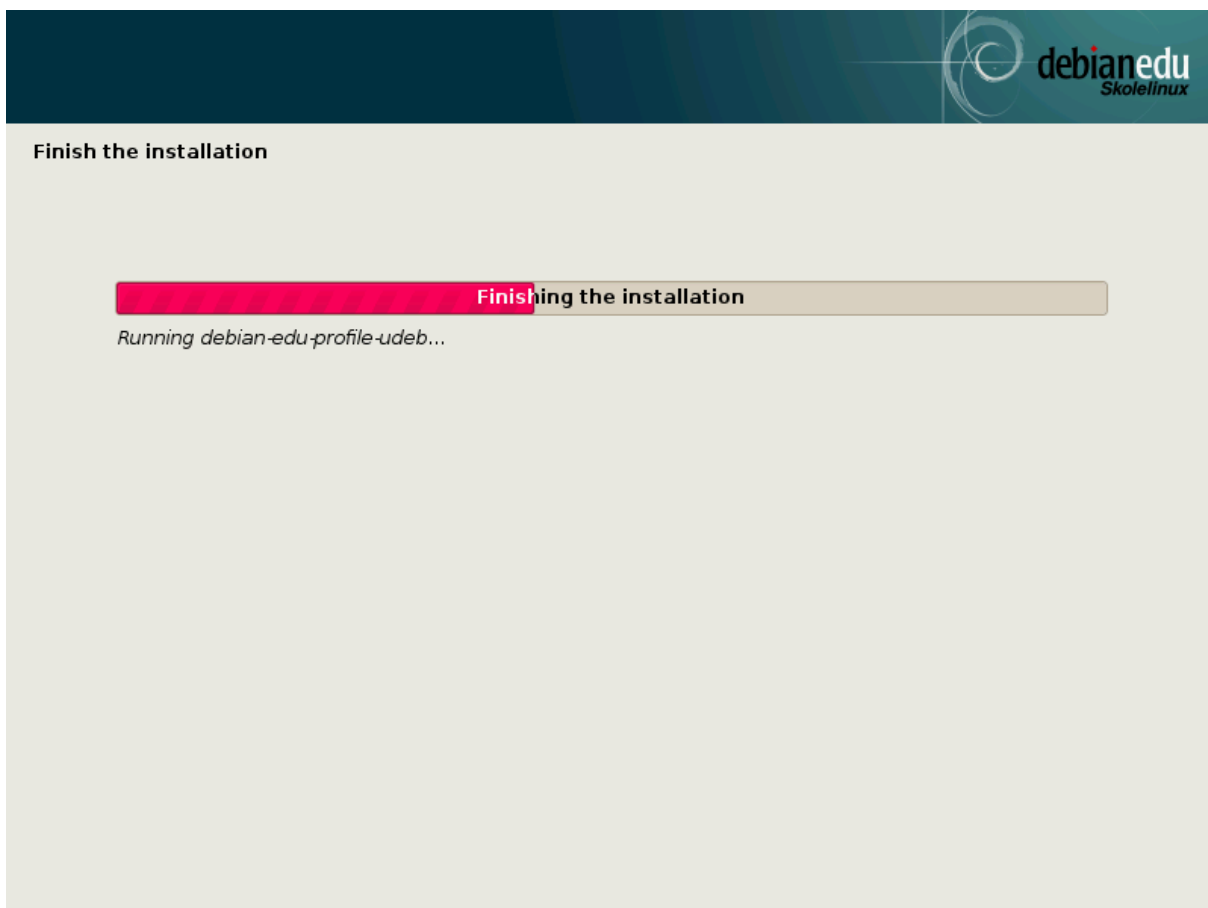 debianedu
Skolelinux
Finish the installation
Finishing the installation
Running debian-edu-profile-udeb...